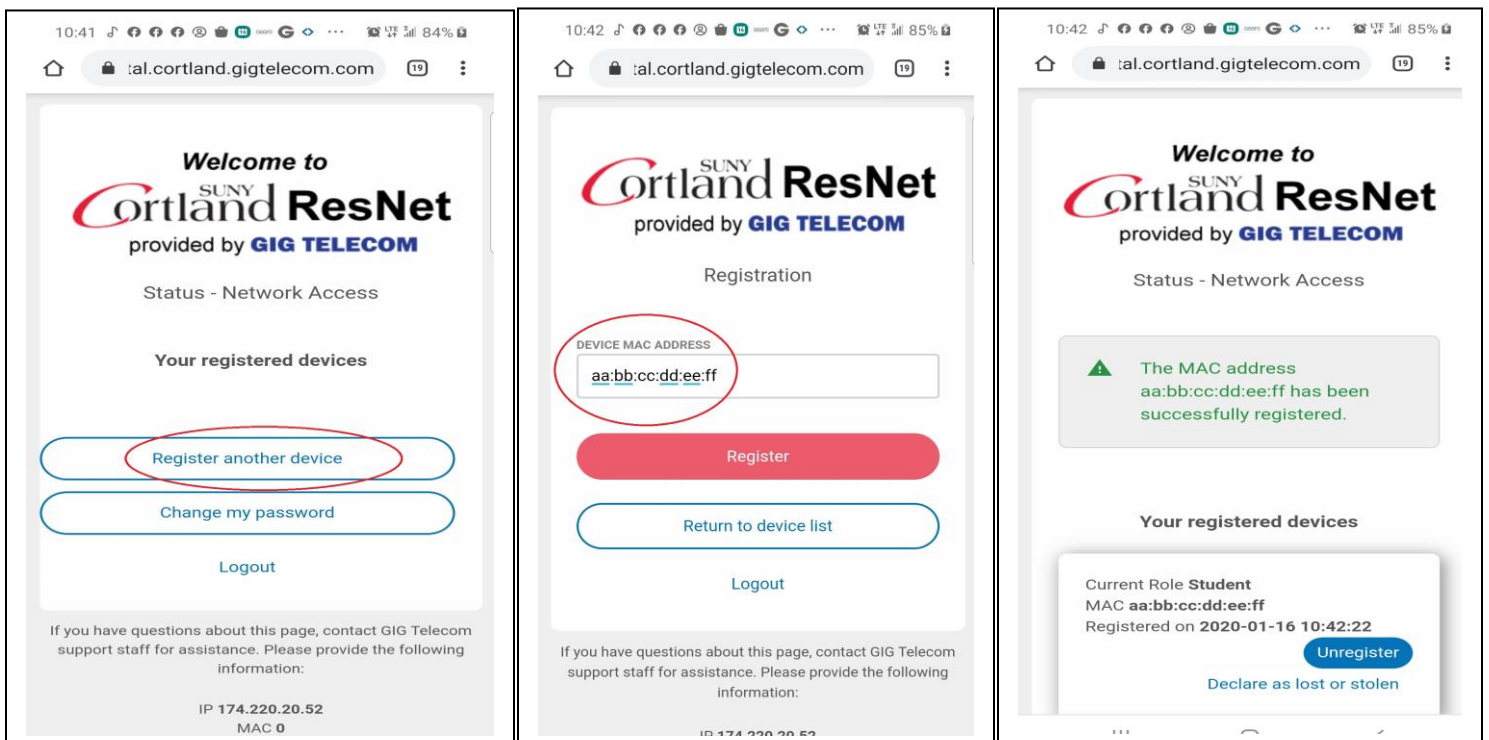 10:41 84%
tal.cortland.gigtelecom.com 19
Welcome to
SUNY
Cortland ResNet
provided by GIG TELECOM
Status - Network Access
Your registered devices
Register another device
Change my password
Logout
If you have questions about this page, contact GIG Telecom
support staff for assistance. Please provide the following
information:
IP 174.220.20.52
MAC 0
10:42 85%
tal.cortland.gigtelecom.com 19
SUNY
Cortland ResNet
provided by GIG TELECOM
Registration
DEVICE MAC ADDRESS
aa:bb:cc:dd:ee:ff
Register
Return to device list
Logout
If you have questions about this page, contact GIG Telecom
support staff for assistance. Please provide the following
information:
IP 174.220.20.52
10:42 85%
tal.cortland.gigtelecom.com 19
Welcome to
SUNY
Cortland ResNet
provided by GIG TELECOM
Status - Network Access
The MAC address
aa:bb:cc:dd:ee:ff has been
successfully registered.
Your registered devices
Current Role Student
MAC aa:bb:cc:dd:ee:ff
Registered on 2020-01-16 10:42:22
Unregister
Declare as lost or stolen